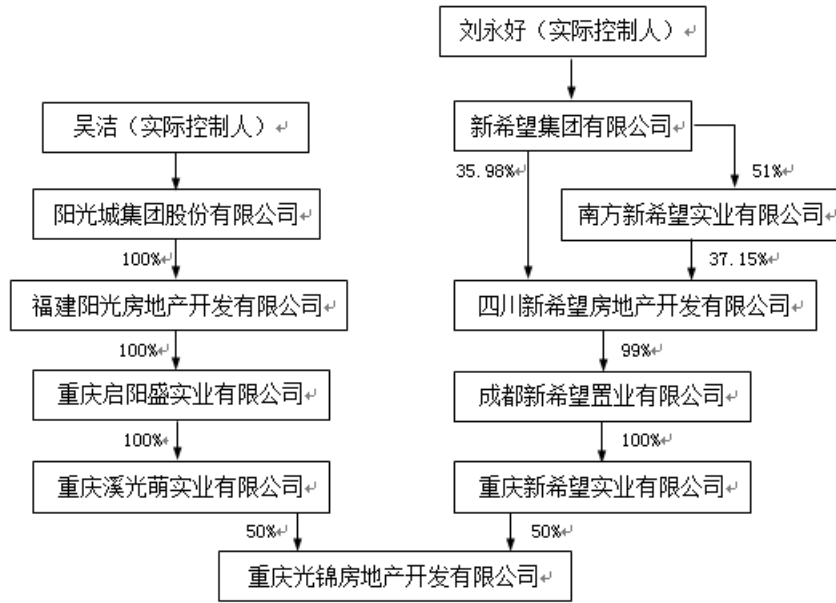 刘永好（实际控制人）
吴洁（实际控制人）
新希望集团有限公司
35.98%
51%
阳光城集团股份有限公司
南方新希望实业有限公司
100%
37.15%
福建阳光房地产开发有限公司
四川新希望房地产开发有限公司
100%
99%
重庆启阳盛实业有限公司
成都新希望置业有限公司
100%
100%
重庆溪光萌实业有限公司
重庆新希望实业有限公司
50%
50%
重庆光锦房地产开发有限公司